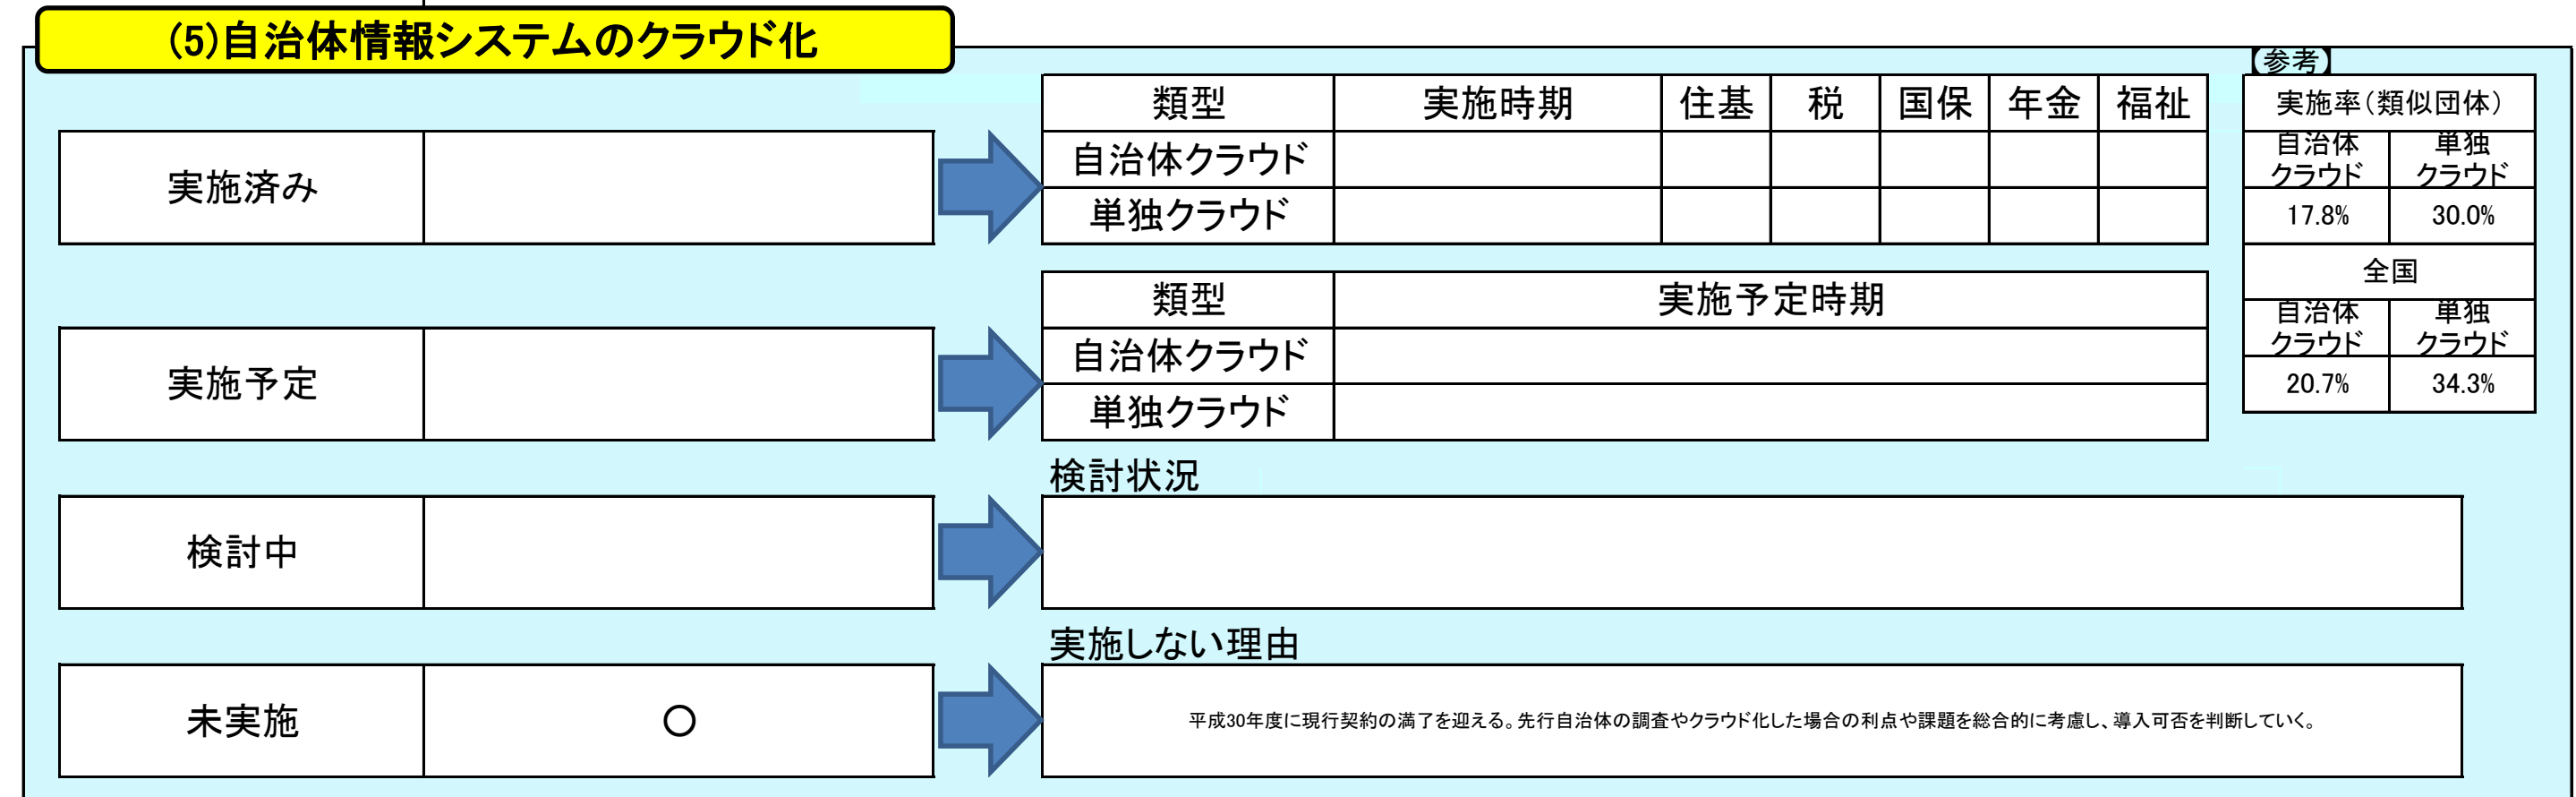 (5)自治体情報システムのクラウド化
【参考】
類型 実施時期 住基 税 国保 年金 福祉
自治体クラウド
単独クラウド
実施済み
実施率(類似団体)
自治体
クラウド
単独
クラウド
17.8% 30.0%
全国
自治体
クラウド
単独
クラウド
20.7% 34.3%
類型 実施予定時期
自治体クラウド
単独クラウド
実施予定
検討状況
検討中
実施しない理由
未実施 ○
平成30年度に現行契約の満了を迎える。先行自治体の調査やクラウド化した場合の利点や課題を総合的に考慮し、導入可否を判断していく。